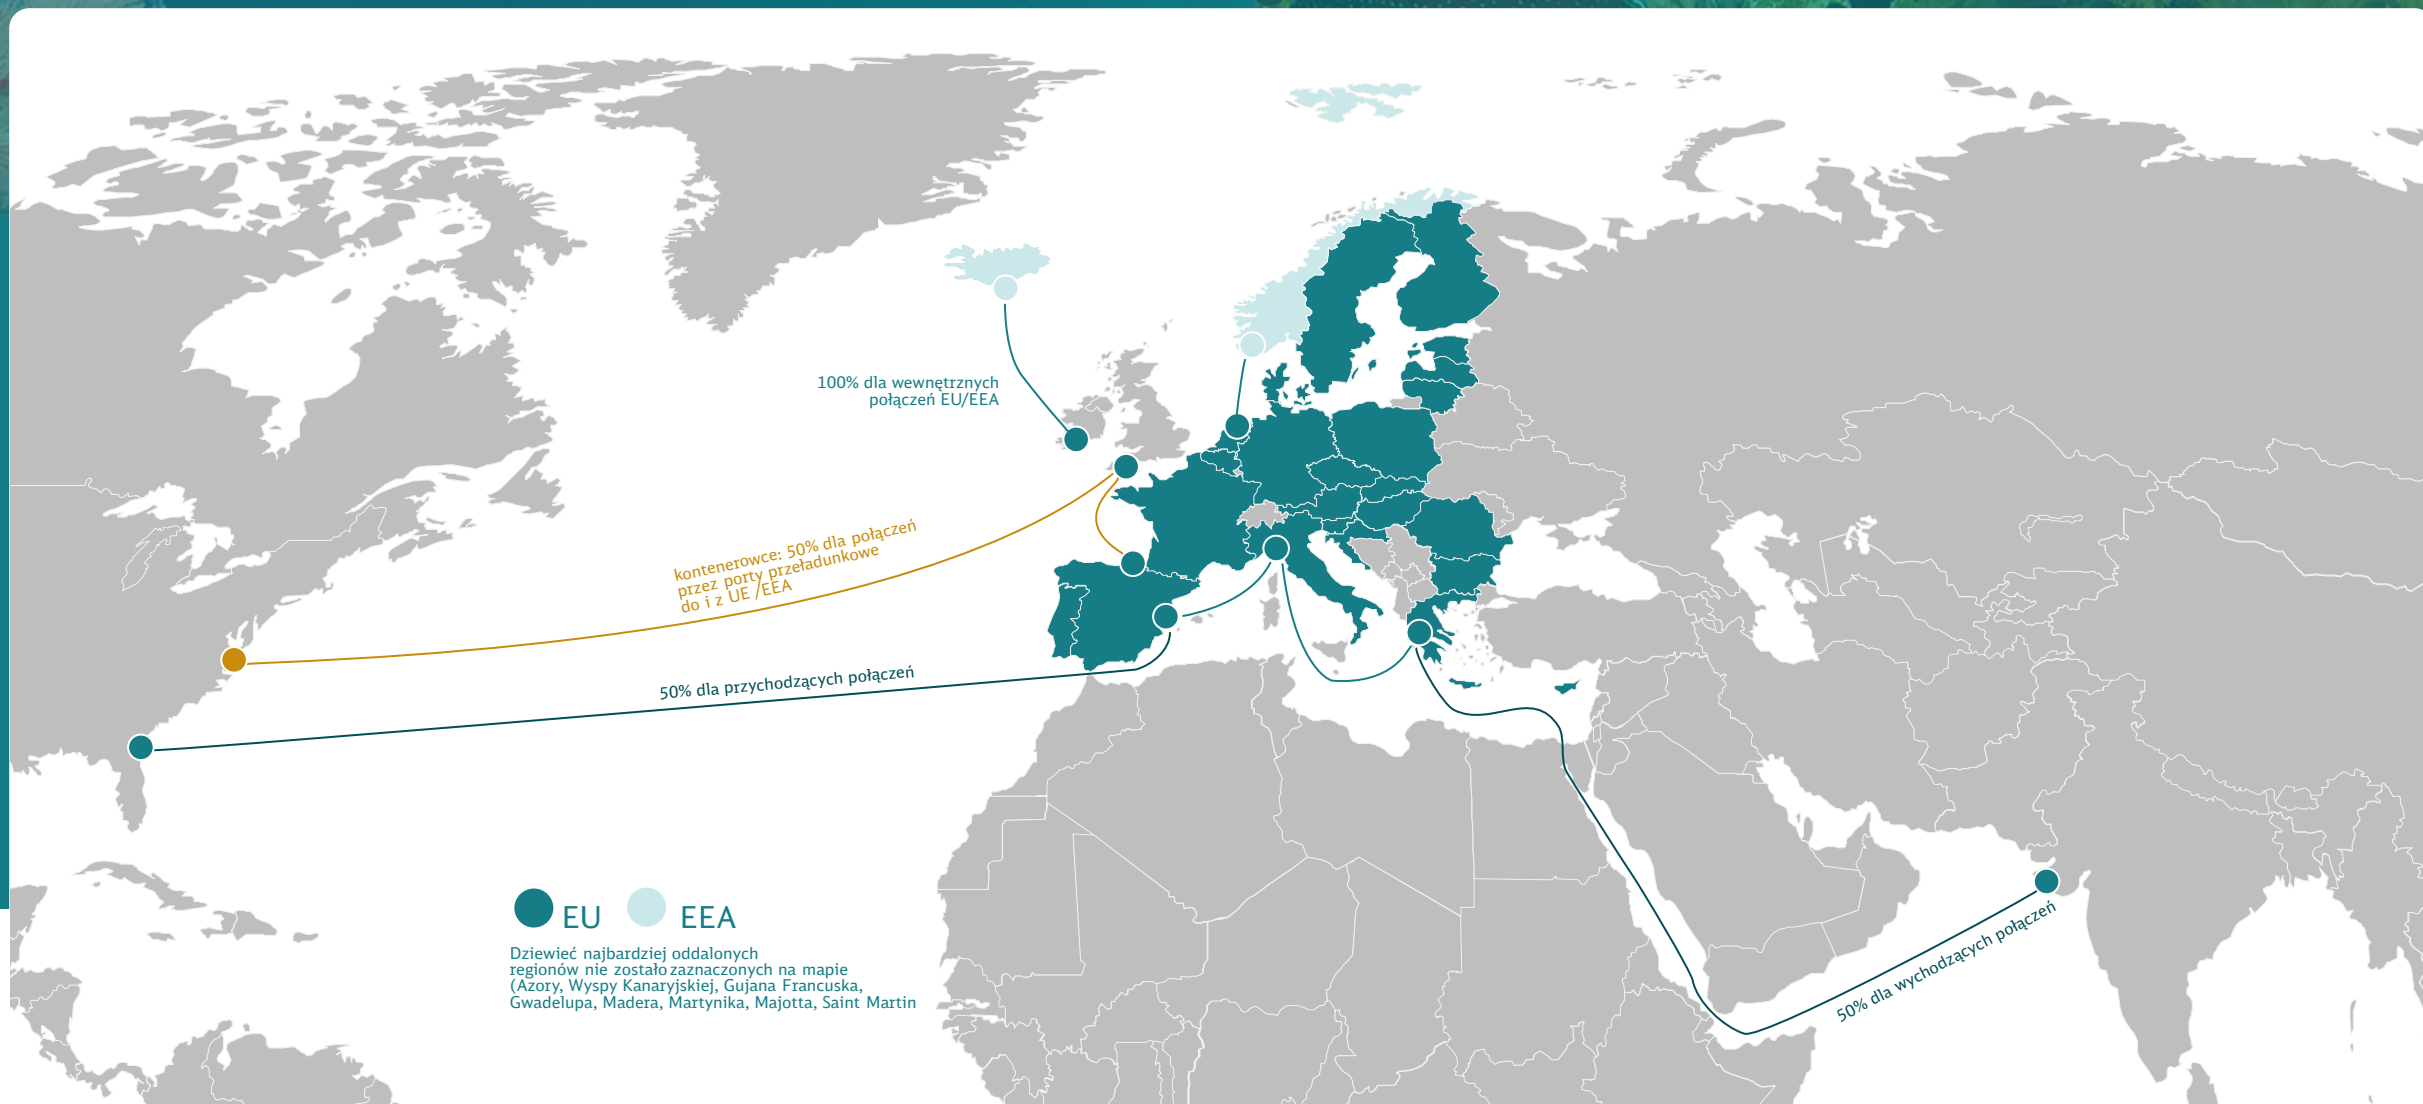 100% dla wewnętrznych
połączeń EU/EEA
kontenerowce: 50% dla połączeń
przez porty przeładunkowe
do i z UE /EEA
50% dla przychodzących połączeń
50% dla wychodzących połączeń
EU EEA
Dziewieć najbardziej oddalonych
regionów nie zostało zaznaczonych na mapie
(Azory, Wyspy Kanaryjskiej, Gujana Francuska,
Gwadelupa, Madera, Martynika, Majotta, Saint Martin